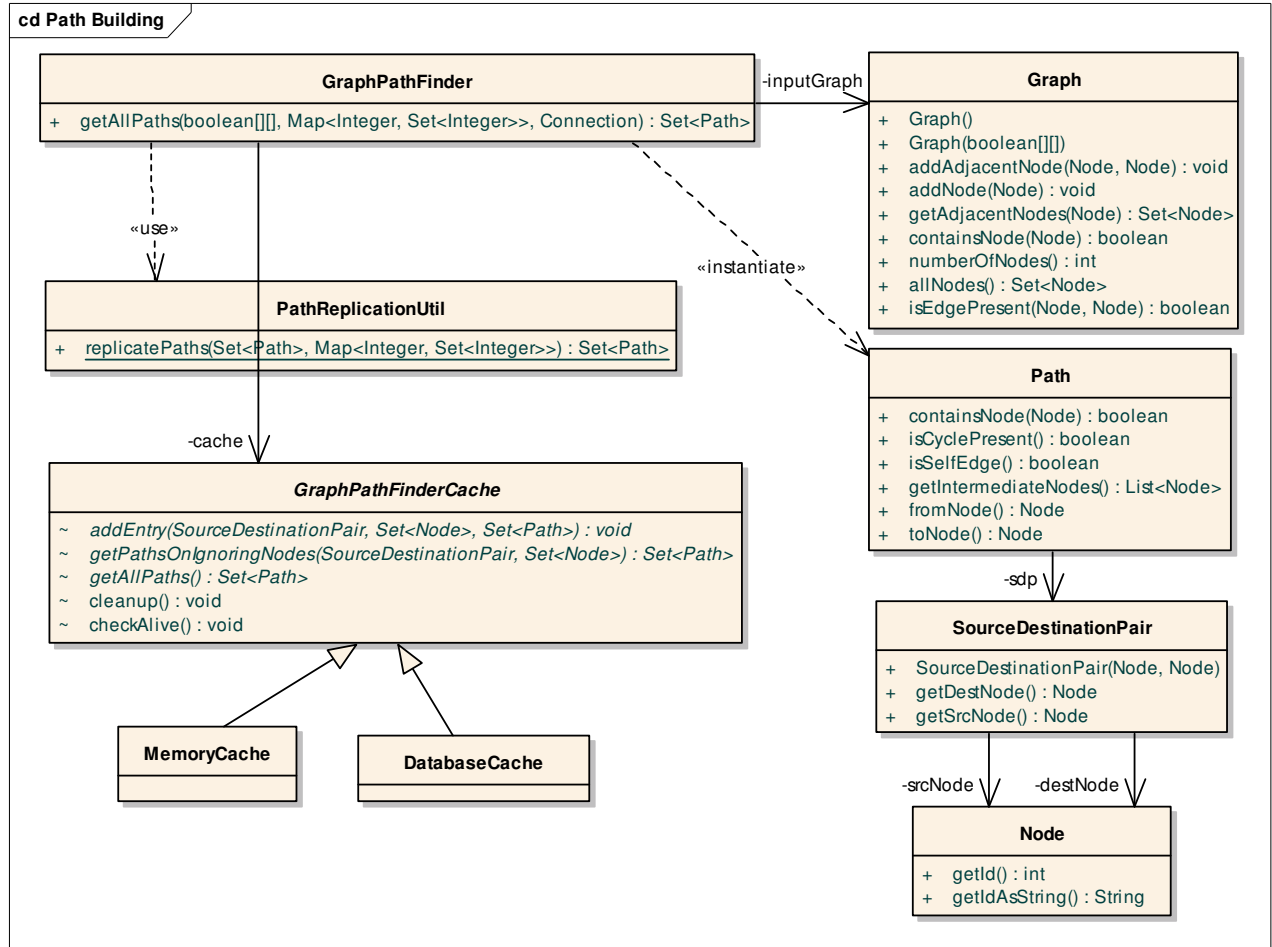 cd Path Building
GraphPathFinder
+ getAllPaths(boolean[][], Map<Integer, Set<Integer>>, Connection) : Set<Path>
-inputGraph
Graph
+ Graph()
+ Graph(boolean[][])
+ addAdjacentNode(Node, Node) : void
+ addNode(Node) : void
+ getAdjacentNodes(Node) : Set<Node>
+ containsNode(Node) : boolean
+ numberOfNodes() : int
+ allNodes() : Set<Node>
+ isEdgePresent(Node, Node) : boolean
«use»
«instantiate»
PathReplicationUtil
+ replicatePaths(Set<Path>, Map<Integer, Set<Integer>>) : Set<Path>
Path
+ containsNode(Node) : boolean
+ isCyclePresent() : boolean
+ isSelfEdge() : boolean
+ getIntermediateNodes() : List<Node>
+ fromNode() : Node
+ toNode() : Node
-cache
GraphPathFinderCache
~ addEntry(SourceDestinationPair, Set<Node>, Set<Path>) : void
~ getPathsOnIgnoringNodes(SourceDestinationPair, Set<Node>) : Set<Path>
~ getAllPaths() : Set<Path>
~ cleanup() : void
~ checkAlive() : void
-sdp
SourceDestinationPair
+ SourceDestinationPair(Node, Node)
+ getDestNode() : Node
+ getSrcNode() : Node
MemoryCache
DatabaseCache
-srcNode
-destNode
Node
+ getId() : int
+ getIdAsString() : String